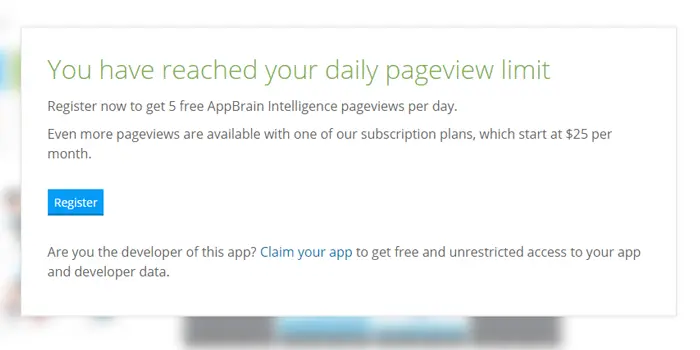 You have reached your daily pageview limit
Register now to get 5 free AppBrain Intelligence pageviews per day.
Even more pageviews are available with one of our subscription plans, which start at $25 per
month.
Register
Are you the developer of this app? Claim your app to get free and unrestricted access to your app
and developer data.